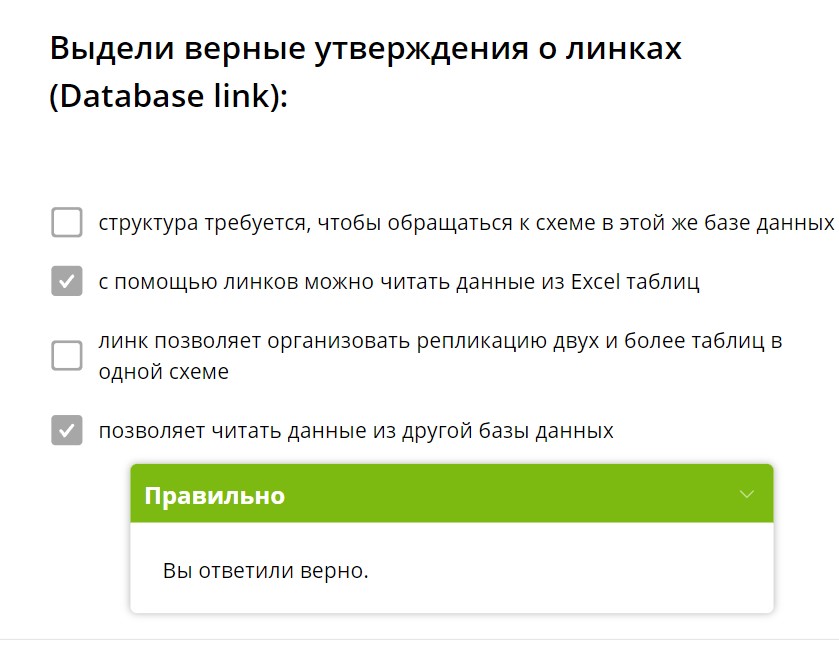 Выдели верные утверждения о линках
(Database link):
структура требуется, чтобы обращаться к схеме в этой же базе данных
с помощью линков можно читать данные из Excel таблиц
линк позволяет организовать репликацию двух и более таблиц в
одной схеме
позволяет читать данные из другой базы данных
Правильно
Вы ответили верно.